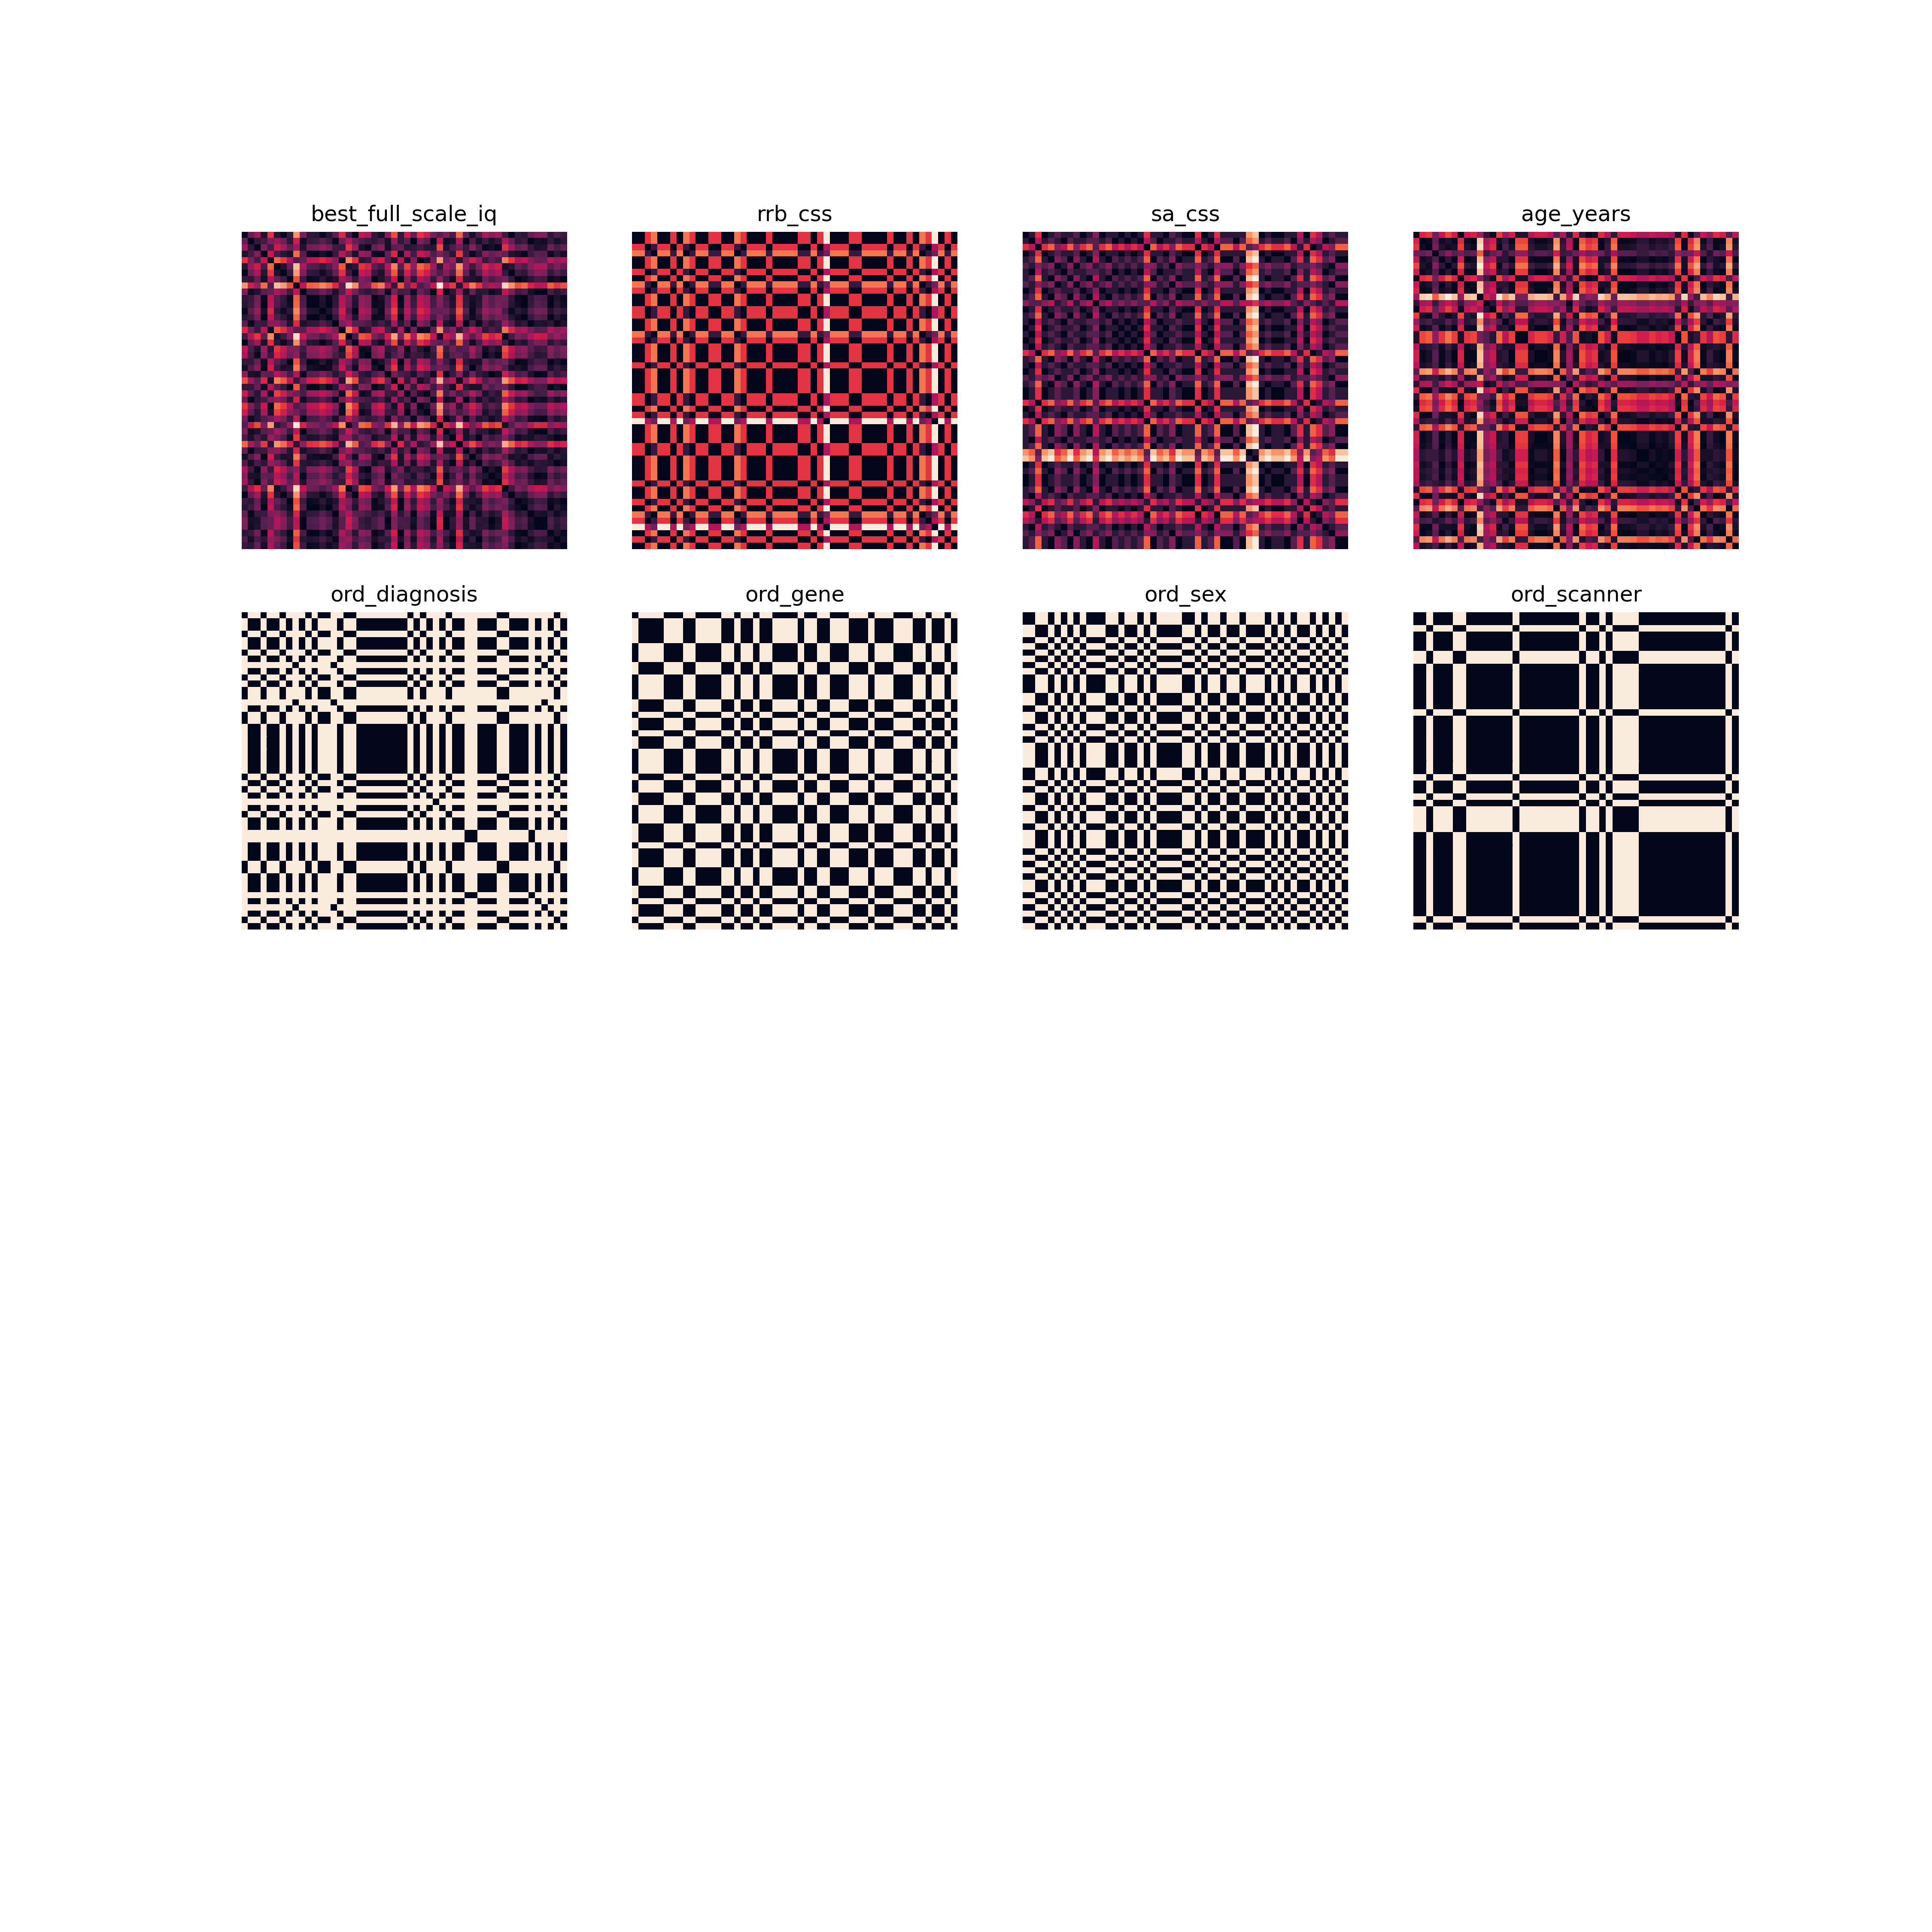 best_full_scale_iq
rrb_css
sa_css
age_years
ord_diagnosis
ord_gene
ord_sex
ord_scanner